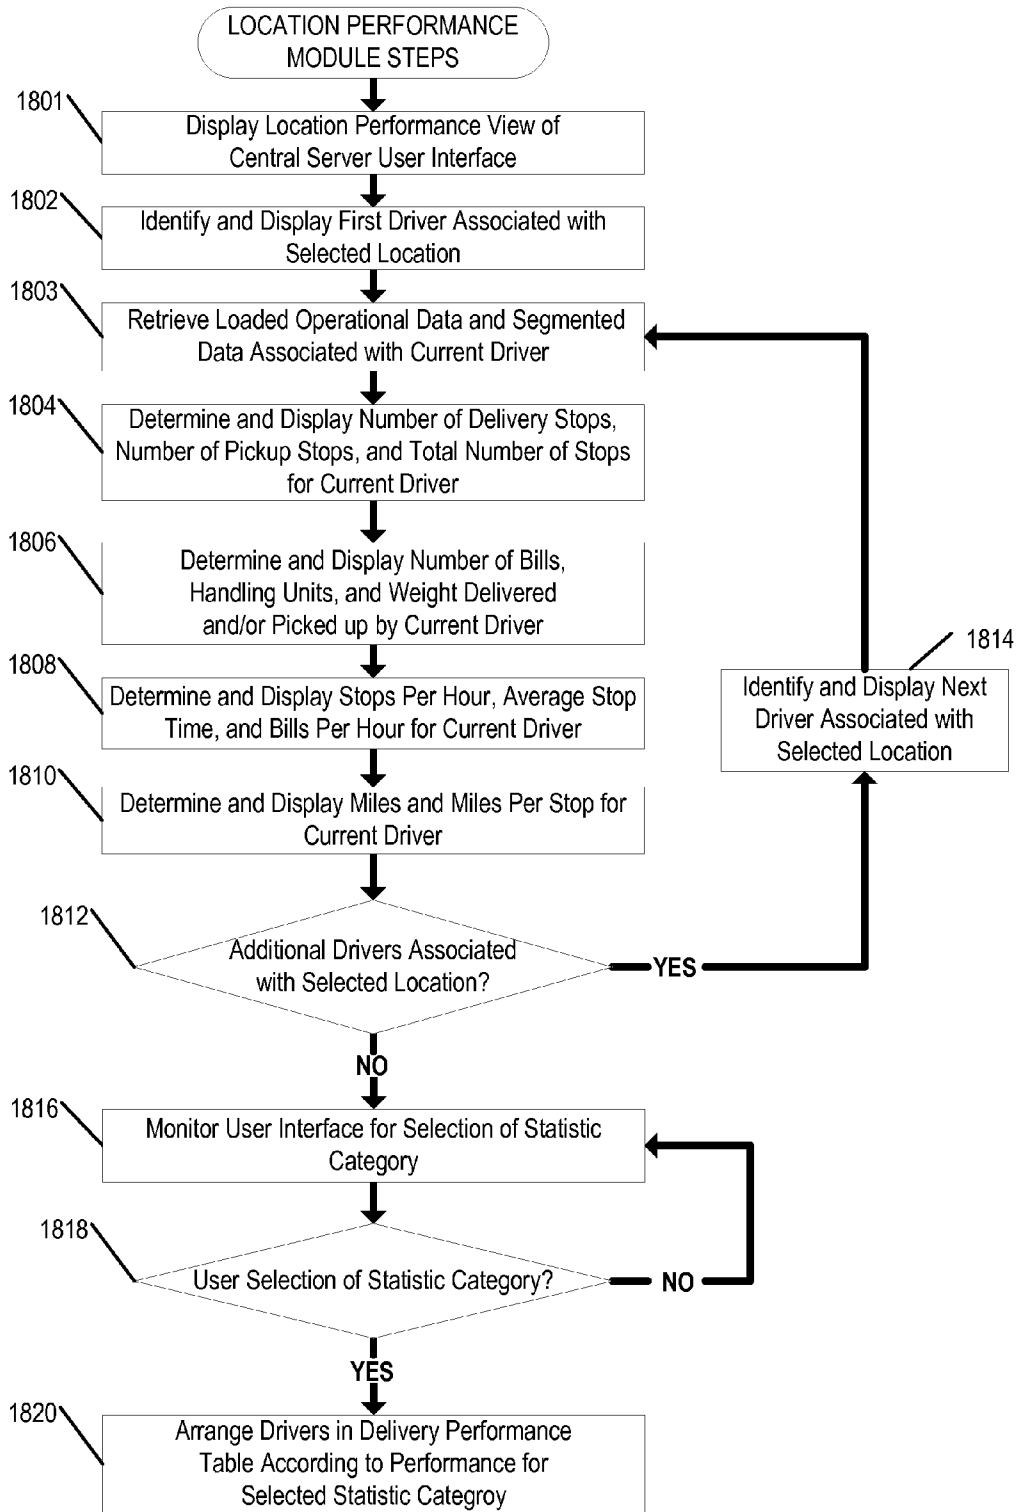 LOCATION PERFORMANCE
MODULE STEPS
1801
Display Location Performance View of
Central Server User Interface
1802
Identify and Display First Driver Associated with
Selected Location
1803
Retrieve Loaded Operational Data and Segmented
Data Associated with Current Driver
1804
Determine and Display Number of Delivery Stops,
Number of Pickup Stops, and Total Number of Stops
for Current Driver
1806
Determine and Display Number of Bills,
Handling Units, and Weight Delivered
and/or Picked up by Current Driver
1808
Determine and Display Stops Per Hour, Average Stop
Time, and Bills Per Hour for Current Driver
1814
Identify and Display Next
Driver Associated with
Selected Location
1810
Determine and Display Miles and Miles Per Stop for
Current Driver
1812
Additional Drivers Associated
with Selected Location?
YES
NO
1816
Monitor User Interface for Selection of Statistic
Category
1818
User Selection of Statistic Category?
NO
YES
1820
Arrange Drivers in Delivery Performance
Table According to Performance for
Selected Statistic Categroy